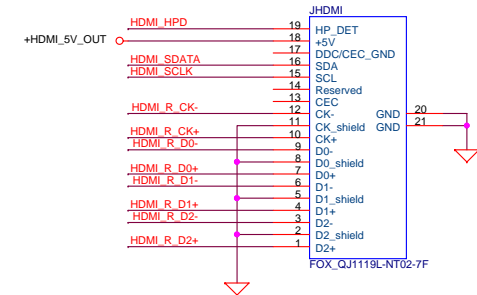 JHDMI
HDMI_HPD 19 HP_DET
+HDMI_5V_OUT 18 +5V
17 DDC/CEC_GND
HDMI_SDATA 16 SDA
HDMI_SCLK 15 SCL
14 Reserved
13 CEC
HDMI_R_CK- 12 CK- GND 20
11 CK_shield GND 21
HDMI_R_CK+ 10 CK+
HDMI_R_D0- 9 D0-
8 D0_shield
HDMI_R_D0+ 7 D0+
HDMI_R_D1- 6 D1-
5 D1_shield
HDMI_R_D1+ 4 D1+
HDMI_R_D2- 3 D2-
2 D2_shield
HDMI_R_D2+ 1 D2+
FOX_QJ1119L-NT02-7F